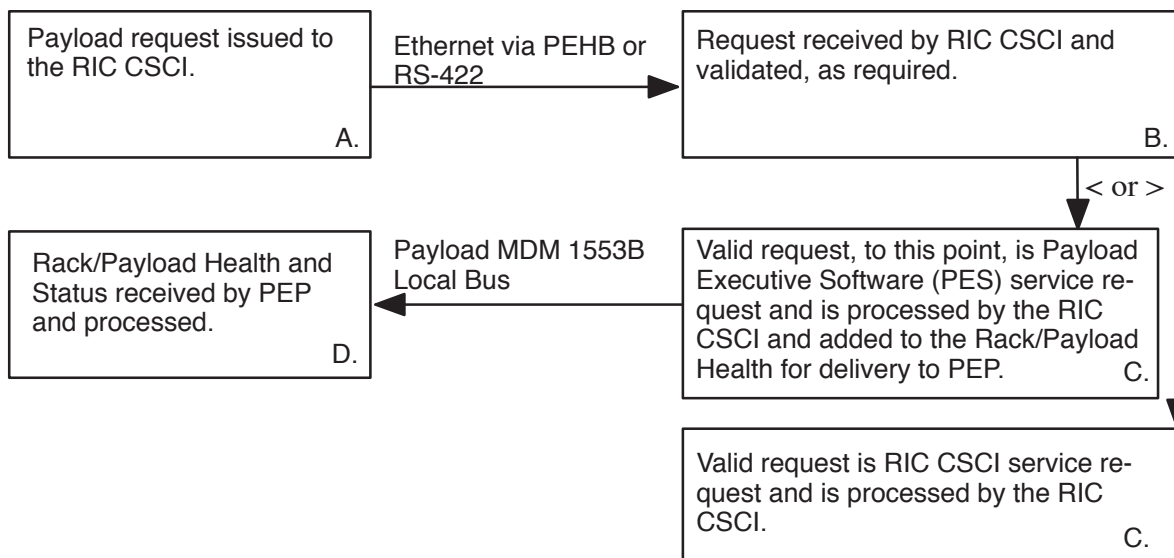 Payload request issued to
the RIC CSCI.
A.
Ethernet via PEHB or
RS-422
Request received by RIC CSCI and
validated, as required.
B.
< or >
Valid request, to this point, is Payload
Executive Software (PES) service re-
quest and is processed by the RIC
CSCI and added to the Rack/Payload
Health for delivery to PEP.
C.
Payload MDM 1553B
Local Bus
Rack/Payload Health and
Status received by PEP
and processed.
D.
Valid request is RIC CSCI service re-
quest and is processed by the RIC
CSCI.
C.